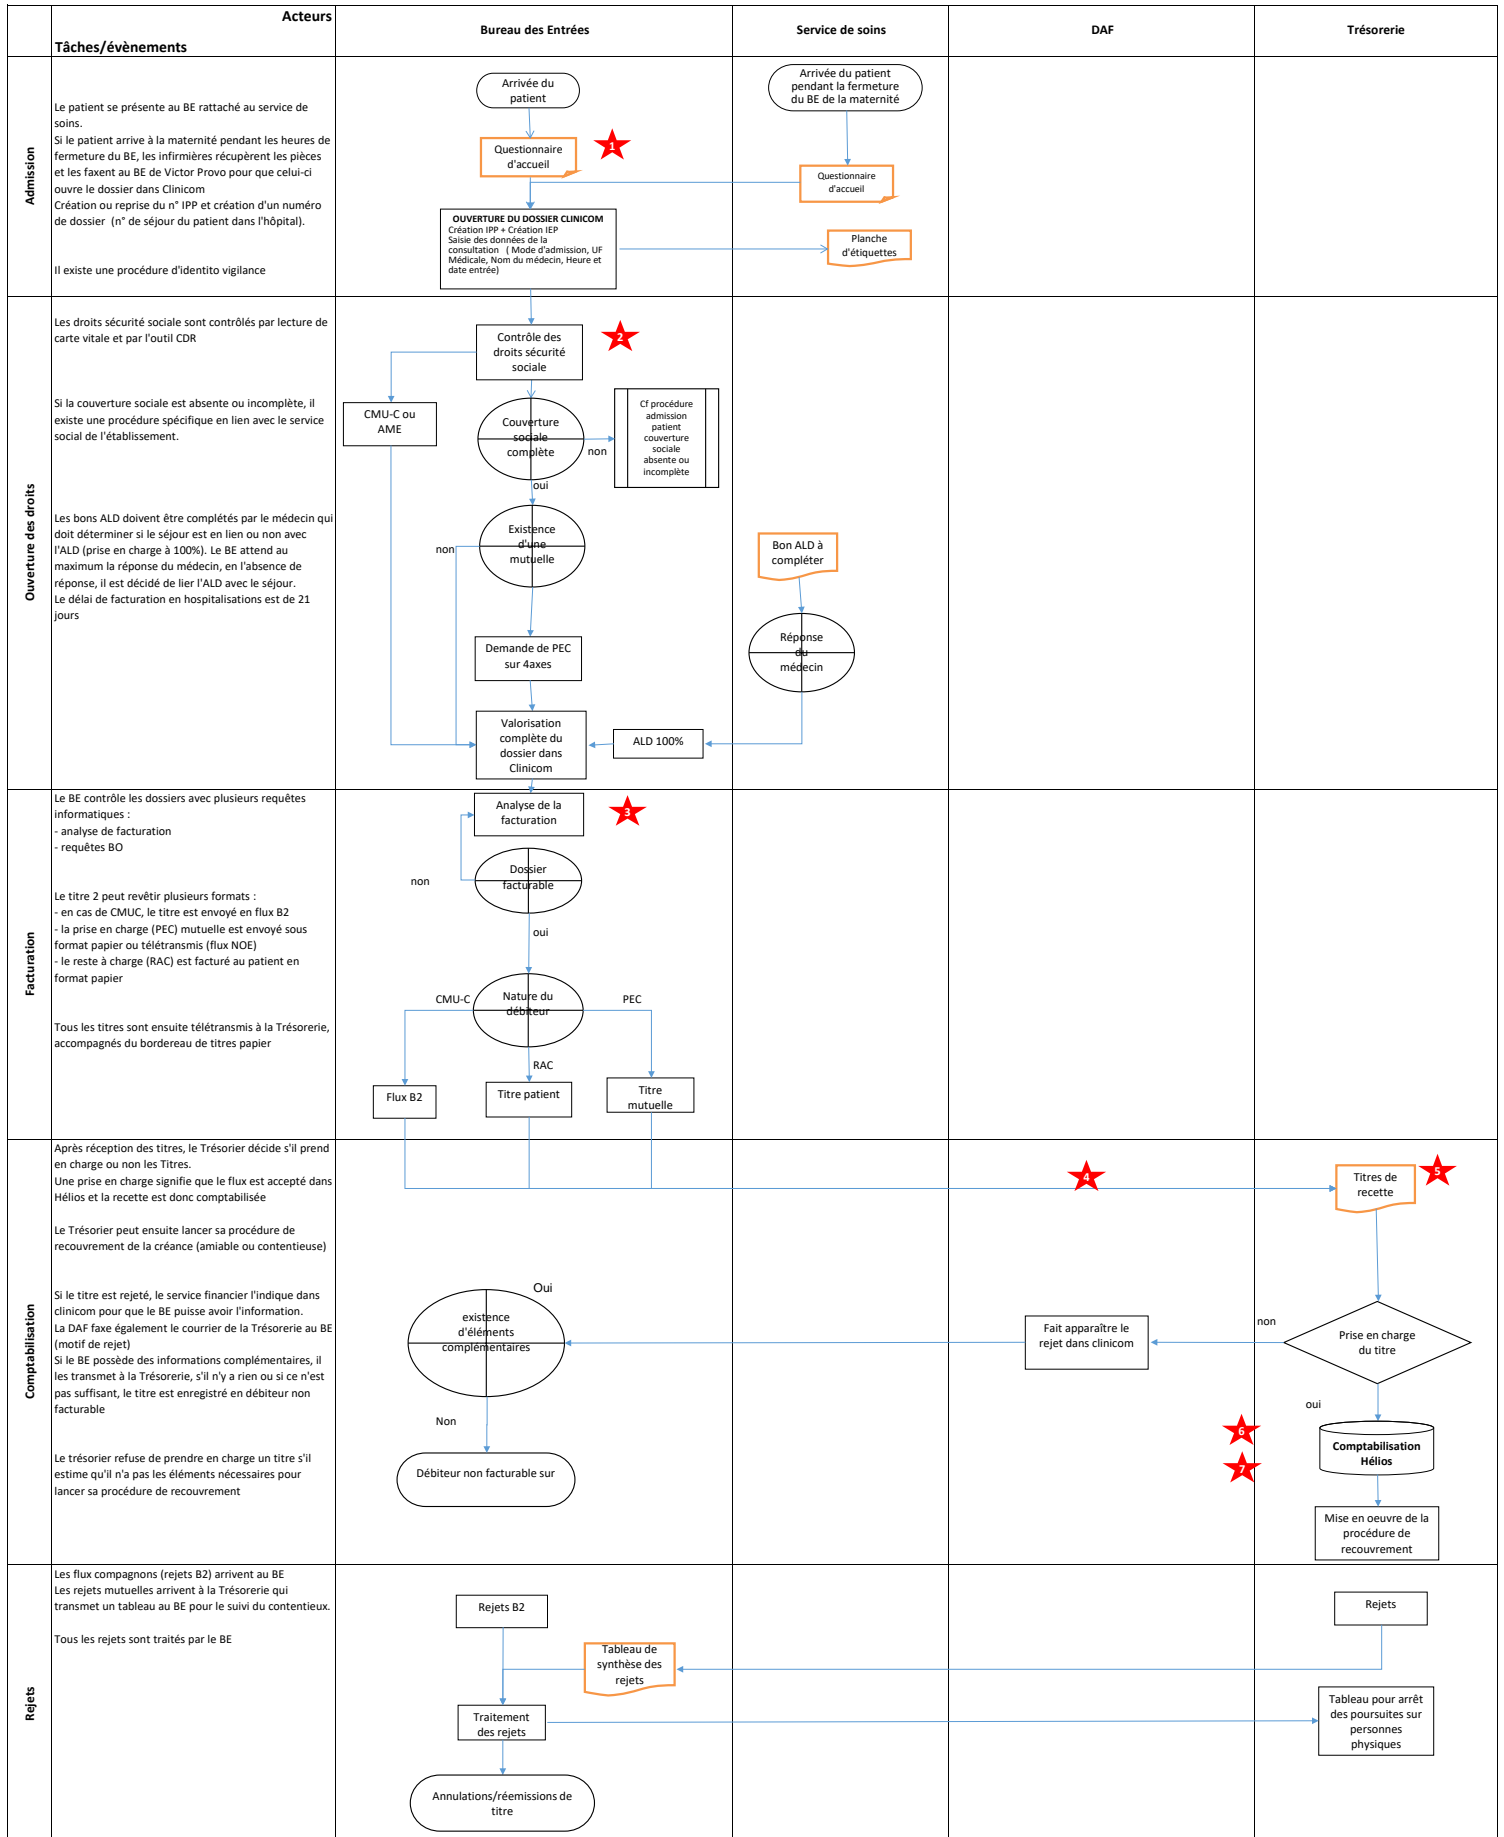 Acteurs
Tâches/évènements
Bureau des Entrées
Service de soins
DAF
Trésorerie
Admission
Le patient se présente au BE rattaché au service de
soins.
Si le patient arrive à la maternité pendant les heures de
fermeture du BE, les infirmières récupèrent les pièces
et les faxent au BE de Victor Provo pour que celui-ci
ouvre le dossier dans Clinicom
Création ou reprise du n° IPP et création d'un numéro
de dossier (n° de séjour du patient dans l'hôpital).
Il existe une procédure d'identito vigilance
Arrivée du
patient
1
Questionnaire
d'accueil
OUVERTURE DU DOSSIER CLINICOM
Création IPP + Création IEP
Saisie des données de la
consultation ( Mode d'admission, UF
Médicale, Nom du médecin, Heure et
date entrée)
Arrivée du patient
pendant la fermeture
du BE de la maternité
Questionnaire
d'accueil
Planche
d'étiquettes
Ouverture des droits
Les droits sécurité sociale sont contrôlés par lecture de
carte vitale et par l'outil CDR
Si la couverture sociale est absente ou incomplète, il
existe une procédure spécifique en lien avec le service
social de l'établissement.
Les bons ALD doivent être complétés par le médecin qui
doit déterminer si le séjour est en lien ou non avec
l'ALD (prise en charge à 100%). Le BE attend au
maximum la réponse du médecin, en l'absence de
réponse, il est décidé de lier l'ALD avec le séjour.
Le délai de facturation en hospitalisations est de 21
jours
Contrôle des
droits sécurité
sociale
2
CMU-C ou
AME
Couverture
sociale
complète
non
Cf procédure
admission
patient
couverture
sociale
absente ou
incomplète
oui
Existence
d'une
mutuelle
non
Demande de PEC
sur 4axes
Valorisation
complète du
dossier dans
Clinicom
ALD 100%
Bon ALD à
compléter
Réponse
du
médecin
Facturation
Le BE contrôle les dossiers avec plusieurs requêtes
informatiques :
- analyse de facturation
- requêtes BO
Le titre 2 peut revêtir plusieurs formats :
- en cas de CMUC, le titre est envoyé en flux B2
- la prise en charge (PEC) mutuelle est envoyé sous
format papier ou télétransmis (flux NOE)
- le reste à charge (RAC) est facturé au patient en
format papier
Tous les titres sont ensuite télétransmis à la Trésorerie,
accompagnés du bordereau de titres papier
Analyse de la
facturation
3
Dossier
facturable
non
oui
Nature du
débiteur
CMU-C
PEC
RAC
Flux B2
Titre patient
Titre
mutuelle
Comptabilisation
Après réception des titres, le Trésorier décide s'il prend
en charge ou non les Titres.
Une prise en charge signifie que le flux est accepté dans
Hélios et la recette est donc comptabilisée
Le Trésorier peut ensuite lancer sa procédure de
recouvrement de la créance (amiable ou contentieuse)
Si le titre est rejeté, le service financier l'indique dans
clinicom pour que le BE puisse avoir l'information.
La DAF faxe également le courrier de la Trésorerie au BE
(motif de rejet)
Si le BE possède des informations complémentaires, il
les transmet à la Trésorerie, s'il n'y a rien ou si ce n'est
pas suffisant, le titre est enregistré en débiteur non
facturable
Le trésorier refuse de prendre en charge un titre s'il
estime qu'il n'a pas les éléments nécessaires pour
lancer sa procédure de recouvrement
4
Titres de
recette
5
Oui
existence
d'éléments
complémentaires
Non
Débiteur non facturable sur
Fait apparaître le
rejet dans clinicom
non
Prise en charge
du titre
oui
6
7
Comptabilisation
Hélios
Mise en oeuvre de la
procédure de
recouvrement
Rejets
Les flux compagnons (rejets B2) arrivent au BE
Les rejets mutuelles arrivent à la Trésorerie qui
transmet un tableau au BE pour le suivi du contentieux.
Tous les rejets sont traités par le BE
Rejets B2
Tableau de
synthèse des
rejets
Traitement
des rejets
Annulations/réemissions de
titre
Rejets
Tableau pour arrêt
des poursuites sur
personnes
physiques